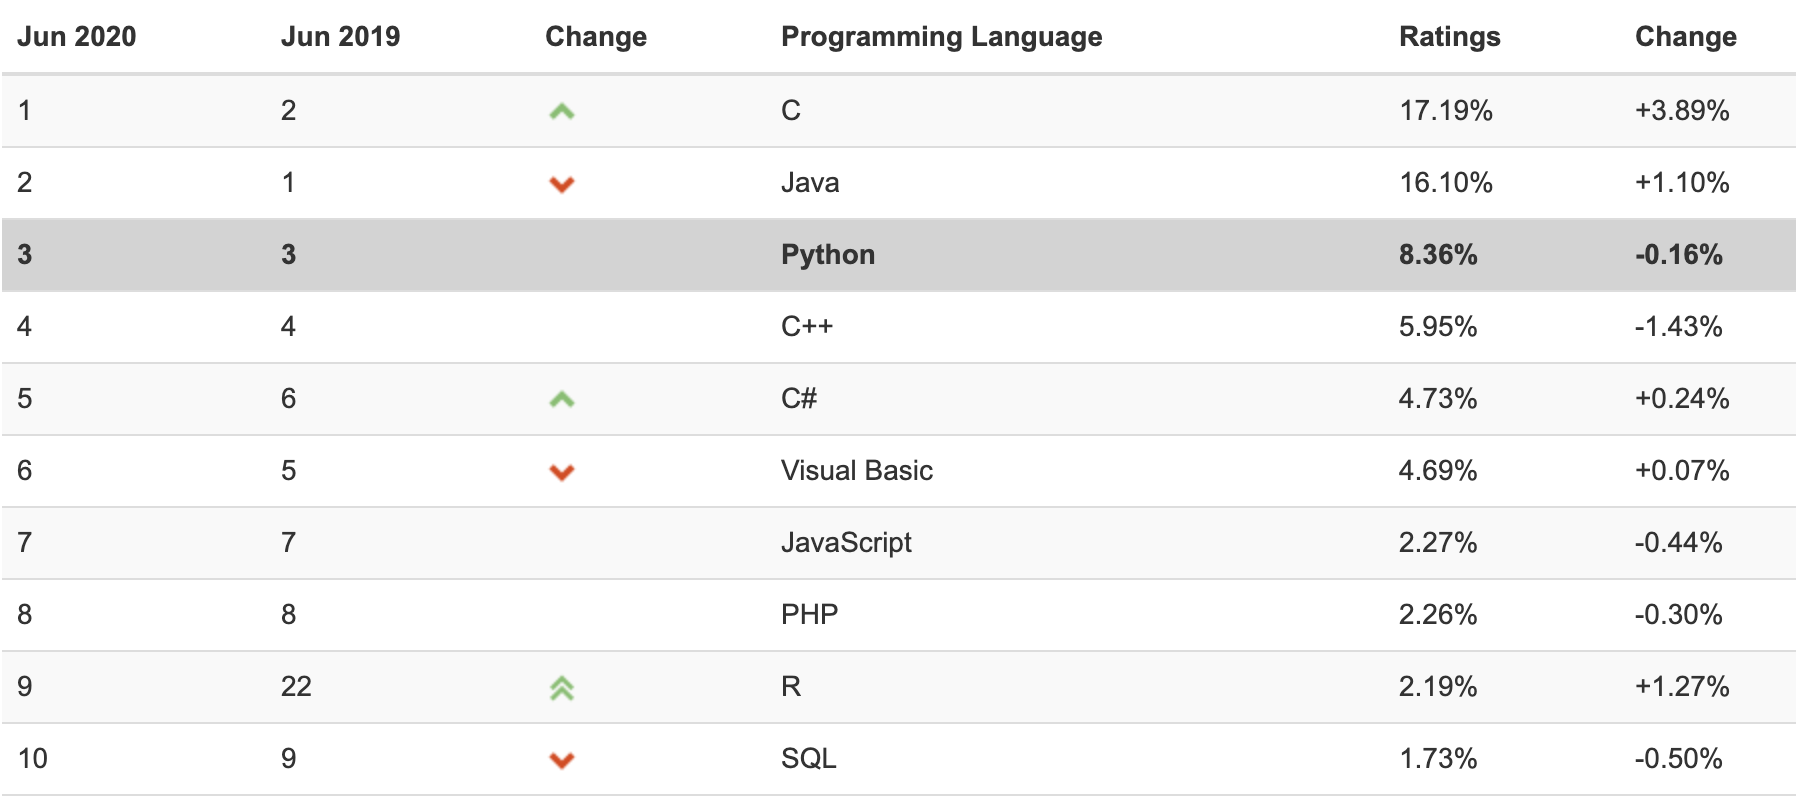 Jun 2020 Jun 2019 Change Programming Language Ratings Change
1 2 C 17.19% +3.89%
2 1 Java 16.10% +1.10%
3 3 Python 8.36% -0.16%
4 4 C++ 5.95% -1.43%
5 6 C# 4.73% +0.24%
6 5 Visual Basic 4.69% +0.07%
7 7 JavaScript 2.27% -0.44%
8 8 PHP 2.26% -0.30%
9 22 R 2.19% +1.27%
10 9 SQL 1.73% -0.50%